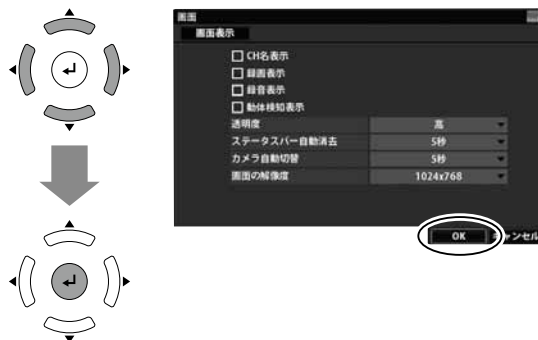 画面
画面表示
CH名表示
録画表示
録音表示
動体検知表示
透明度 高
ステータスバー自動消去 5秒
カメラ自動切替 5秒
画面の解像度 1024x768
OK キャンセル